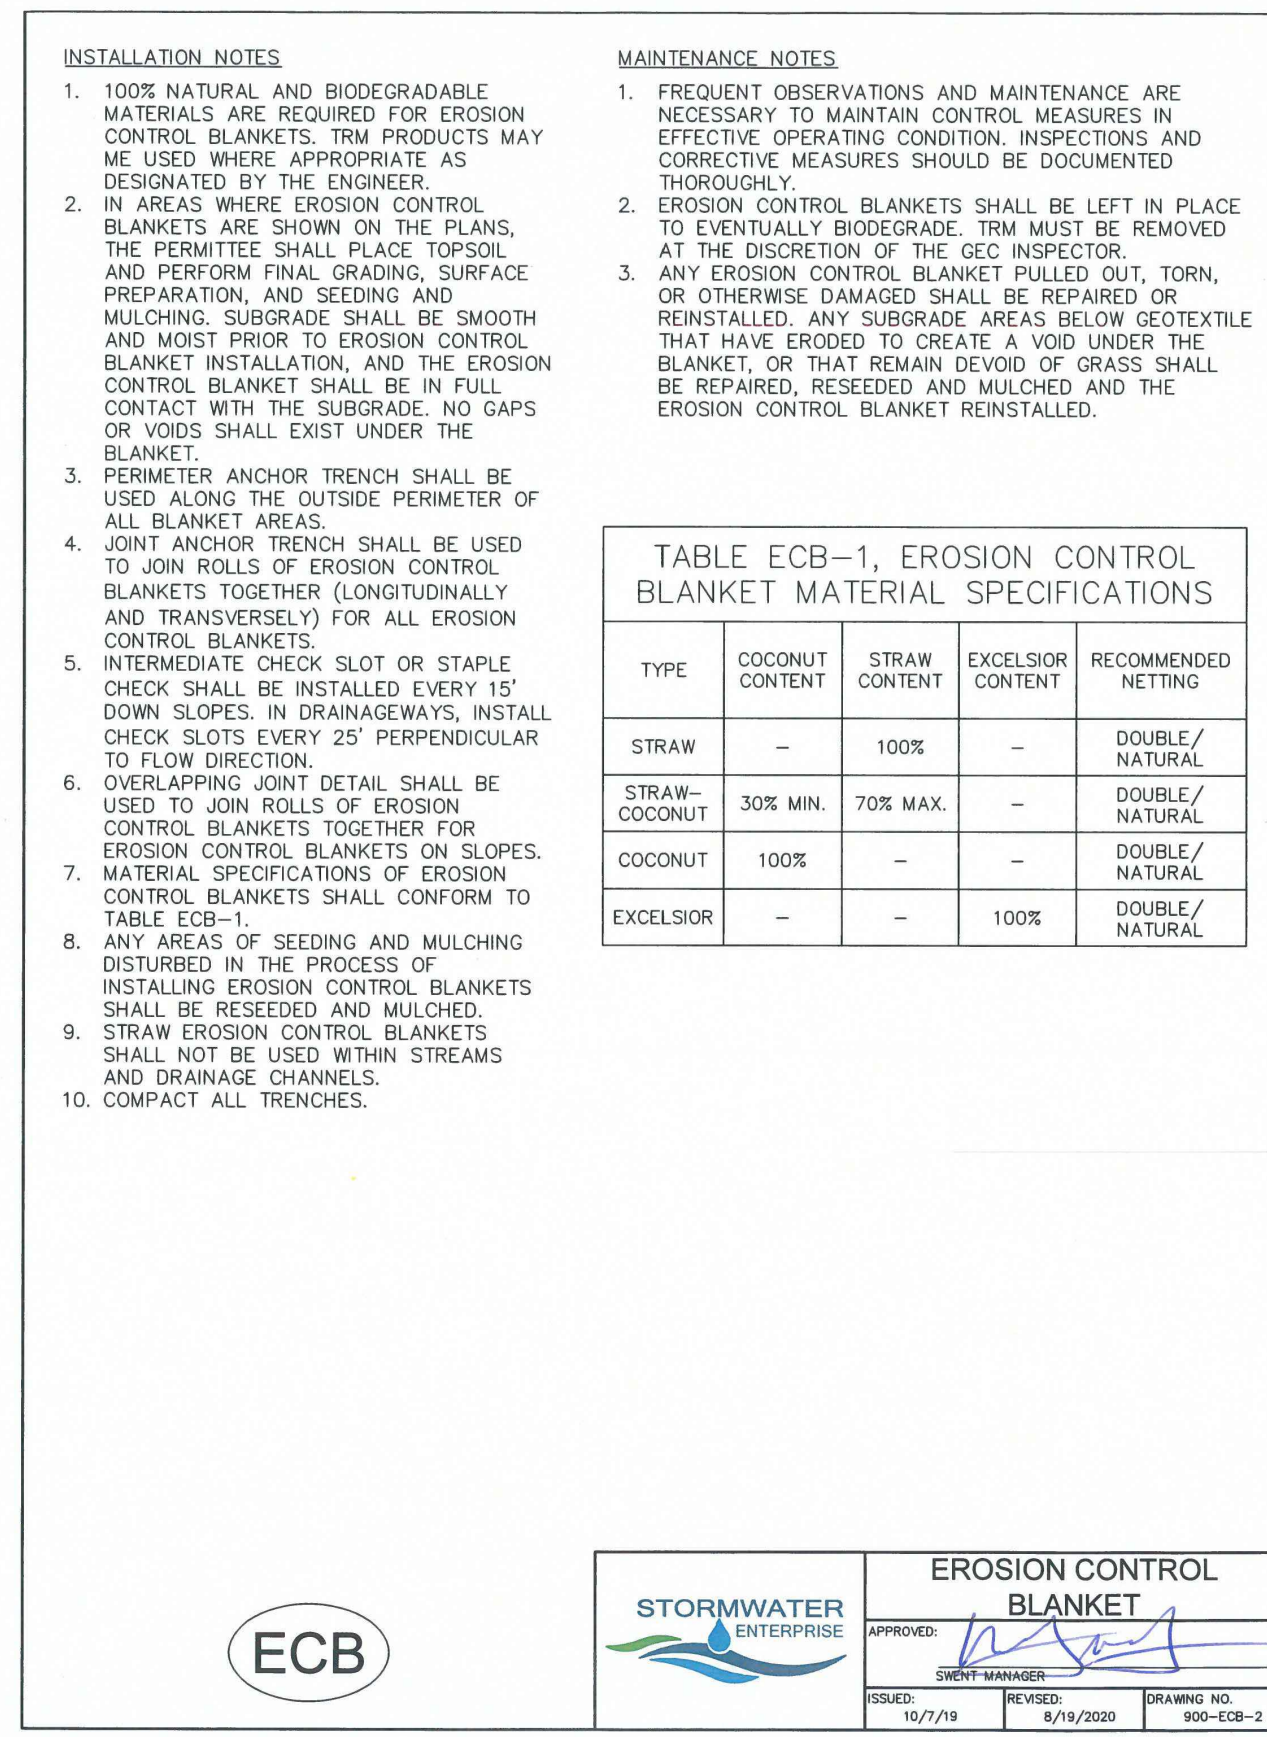 INSTALLATION NOTES
1. 100% NATURAL AND BIODEGRADABLE
MATERIALS ARE REQUIRED FOR EROSION
CONTROL BLANKETS. TRM PRODUCTS MAY
ME USED WHERE APPROPRIATE AS
DESIGNATED BY THE ENGINEER.
2. IN AREAS WHERE EROSION CONTROL
BLANKETS ARE SHOWN ON THE PLANS,
THE PERMITTEE SHALL PLACE TOPSOIL
AND PERFORM FINAL GRADING, SURFACE
PREPARATION, AND SEEDING AND
MULCHING. SUBGRADE SHALL BE SMOOTH
AND MOIST PRIOR TO EROSION CONTROL
BLANKET INSTALLATION, AND THE EROSION
CONTROL BLANKET SHALL BE IN FULL
CONTACT WITH THE SUBGRADE. NO GAPS
OR VOIDS SHALL EXIST UNDER THE
BLANKET.
3. PERIMETER ANCHOR TRENCH SHALL BE
USED ALONG THE OUTSIDE PERIMETER OF
ALL BLANKET AREAS.
4. JOINT ANCHOR TRENCH SHALL BE USED
TO JOIN ROLLS OF EROSION CONTROL
BLANKETS TOGETHER (LONGITUDINALLY
AND TRANSVERSELY) FOR ALL EROSION
CONTROL BLANKETS.
5. INTERMEDIATE CHECK SLOT OR STAPLE
CHECK SHALL BE INSTALLED EVERY 15'
DOWN SLOPES. IN DRAINAGEWAYS, INSTALL
CHECK SLOTS EVERY 25' PERPENDICULAR
TO FLOW DIRECTION.
6. OVERLAPPING JOINT DETAIL SHALL BE
USED TO JOIN ROLLS OF EROSION
CONTROL BLANKETS TOGETHER FOR
EROSION CONTROL BLANKETS ON SLOPES.
7. MATERIAL SPECIFICATIONS OF EROSION
CONTROL BLANKETS SHALL CONFORM TO
TABLE ECB-1.
8. ANY AREAS OF SEEDING AND MULCHING
DISTURBED IN THE PROCESS OF
INSTALLING EROSION CONTROL BLANKETS
SHALL BE RESEEDED AND MULCHED.
9. STRAW EROSION CONTROL BLANKETS
SHALL NOT BE USED WITHIN STREAMS
AND DRAINAGE CHANNELS.
10. COMPACT ALL TRENCHES.
MAINTENANCE NOTES
1. FREQUENT OBSERVATIONS AND MAINTENANCE ARE
NECESSARY TO MAINTAIN CONTROL MEASURES IN
EFFECTIVE OPERATING CONDITION. INSPECTIONS AND
CORRECTIVE MEASURES SHOULD BE DOCUMENTED
THOROUGHLY.
2. EROSION CONTROL BLANKETS SHALL BE LEFT IN PLACE
TO EVENTUALLY BIODEGRADE. TRM MUST BE REMOVED
AT THE DISCRETION OF THE GEC INSPECTOR.
3. ANY EROSION CONTROL BLANKET PULLED OUT, TORN,
OR OTHERWISE DAMAGED SHALL BE REPAIRED OR
REINSTALLED. ANY SUBGRADE AREAS BELOW GEOTEXTILE
THAT HAVE ERODED TO CREATE A VOID UNDER THE
BLANKET, OR THAT REMAIN DEVOID OF GRASS SHALL
BE REPAIRED, RESEEDED AND MULCHED AND THE
EROSION CONTROL BLANKET REINSTALLED.
TABLE ECB-1, EROSION CONTROL
BLANKET MATERIAL SPECIFICATIONS
TYPE COCONUT CONTENT STRAW CONTENT EXCELSIOR CONTENT RECOMMENDED NETTING
STRAW – 100% – DOUBLE/ NATURAL
STRAW-COCONUT 30% MIN. 70% MAX. – DOUBLE/ NATURAL
COCONUT 100% – – DOUBLE/ NATURAL
EXCELSIOR – – 100% DOUBLE/ NATURAL
ECB
STORMWATER
ENTERPRISE
EROSION CONTROL
BLANKET
APPROVED:
SWENT MANAGER
ISSUED: REVISED: DRAWING NO.
10/7/19 8/19/2020 900-ECB-2